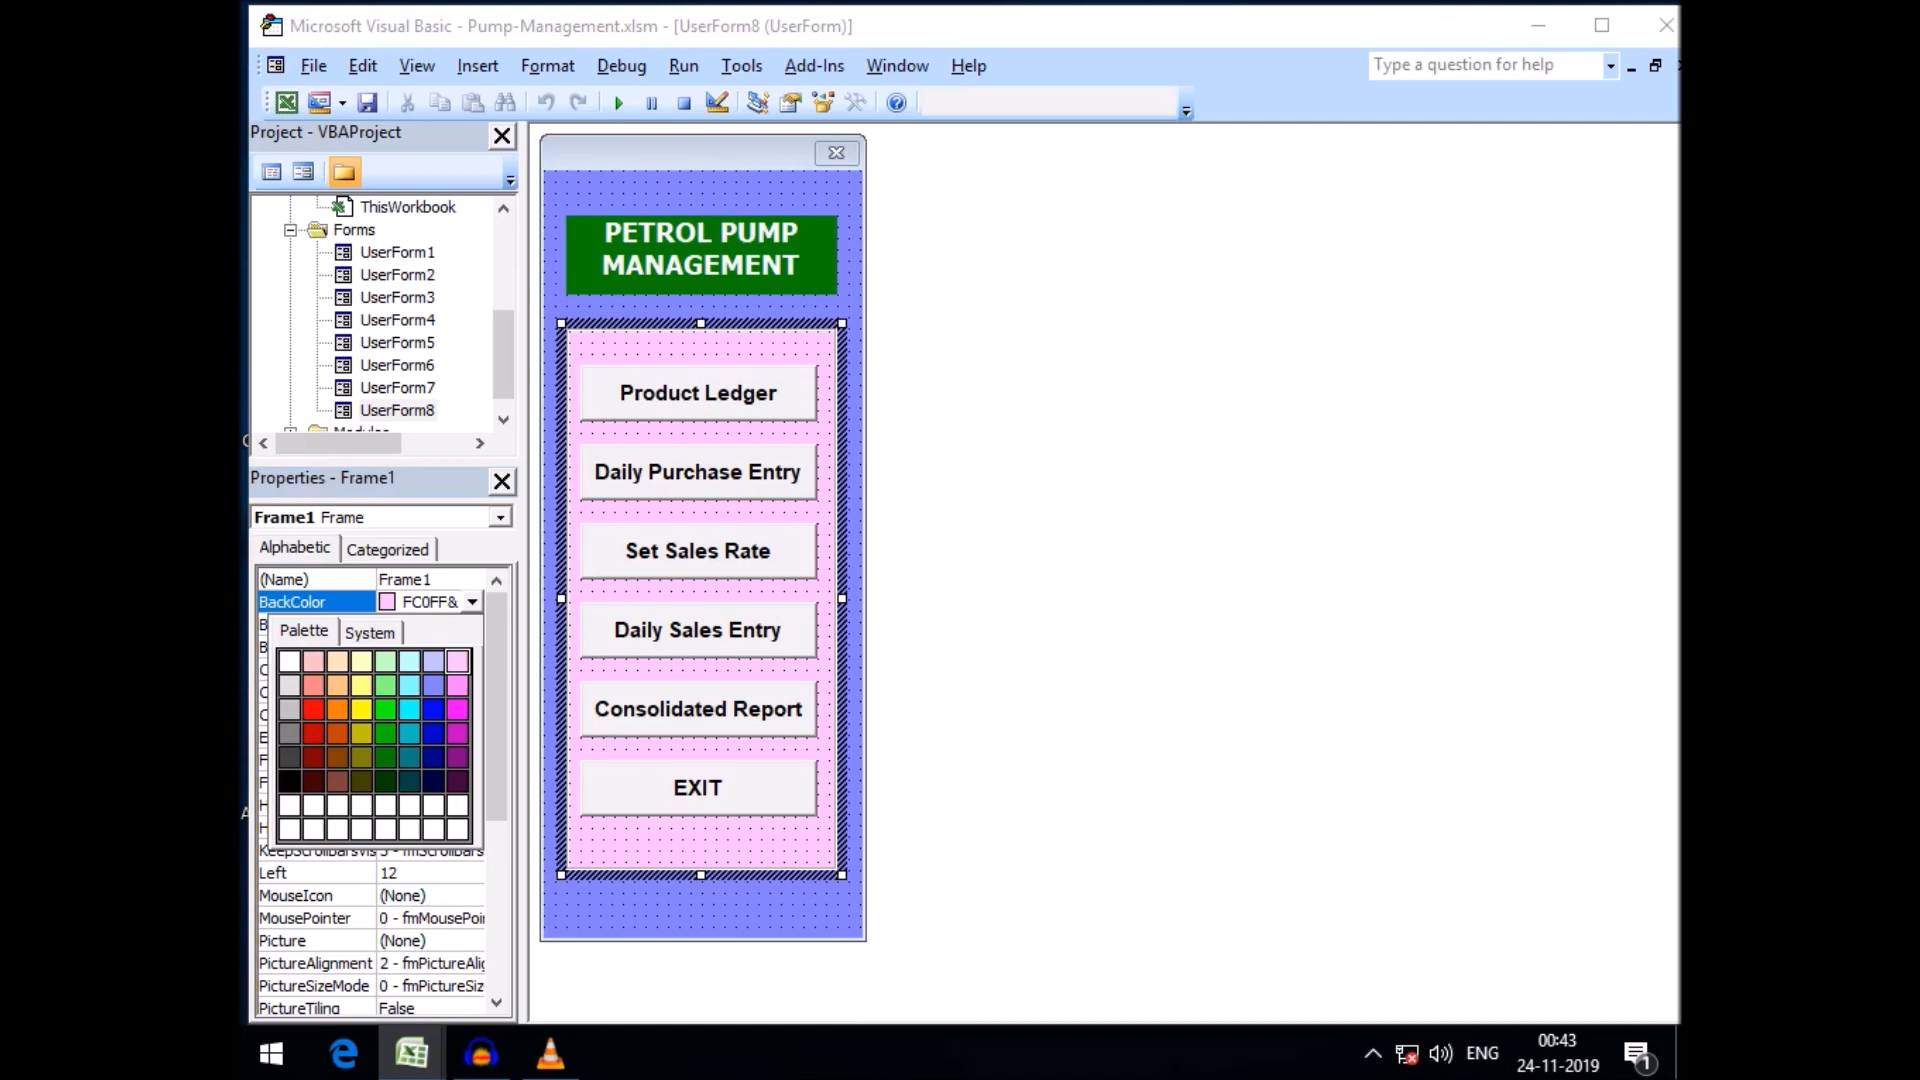 Microsoft Visual Basic - Pump-Management.xlsm - [UserForm8 (UserForm)]
File Edit View Insert Format Debug Run Tools Add-Ins Window Help
Type a question for help
Project - VBAProject
ThisWorkbook
Forms
UserForm1
UserForm2
UserForm3
UserForm4
UserForm5
UserForm6
UserForm7
UserForm8
Properties - Frame1
Frame1 Frame
Alphabetic Categorized
(Name) Frame1
BackColor FC0FF&
Palette System
Left 12
MouseIcon (None)
MousePointer 0 - fmMousePoi
Picture (None)
PictureAlignment 2 - fmPictureAli
PictureSizeMode 0 - fmPictureSiz
PictureTiling False
PETROL PUMP
MANAGEMENT
Product Ledger
Daily Purchase Entry
Set Sales Rate
Daily Sales Entry
Consolidated Report
EXIT
ENG
00:43
24-11-2019
1